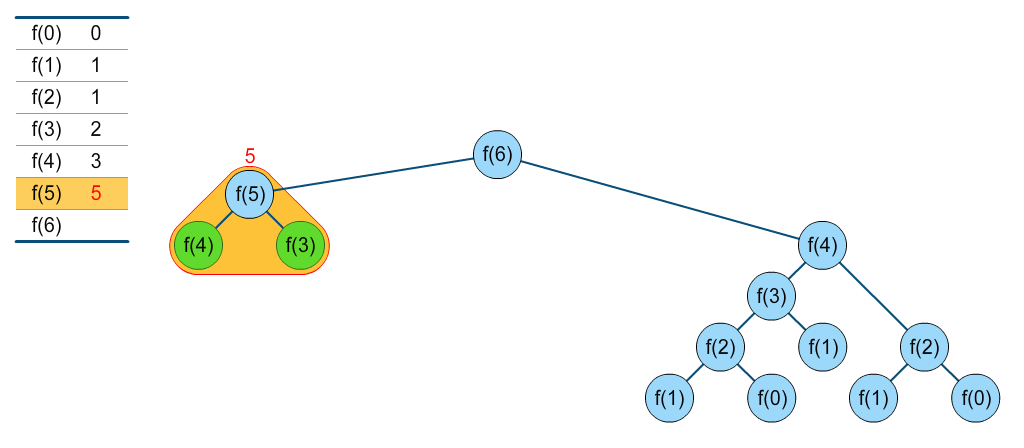 f(0) 0
f(1) 1
f(2) 1
f(3) 2
f(4) 3
f(5) 5
f(6)
5
f(6)
f(5)
f(4) f(3)
f(4)
f(3)
f(2) f(1) f(2)
f(1) f(0) f(1) f(0)